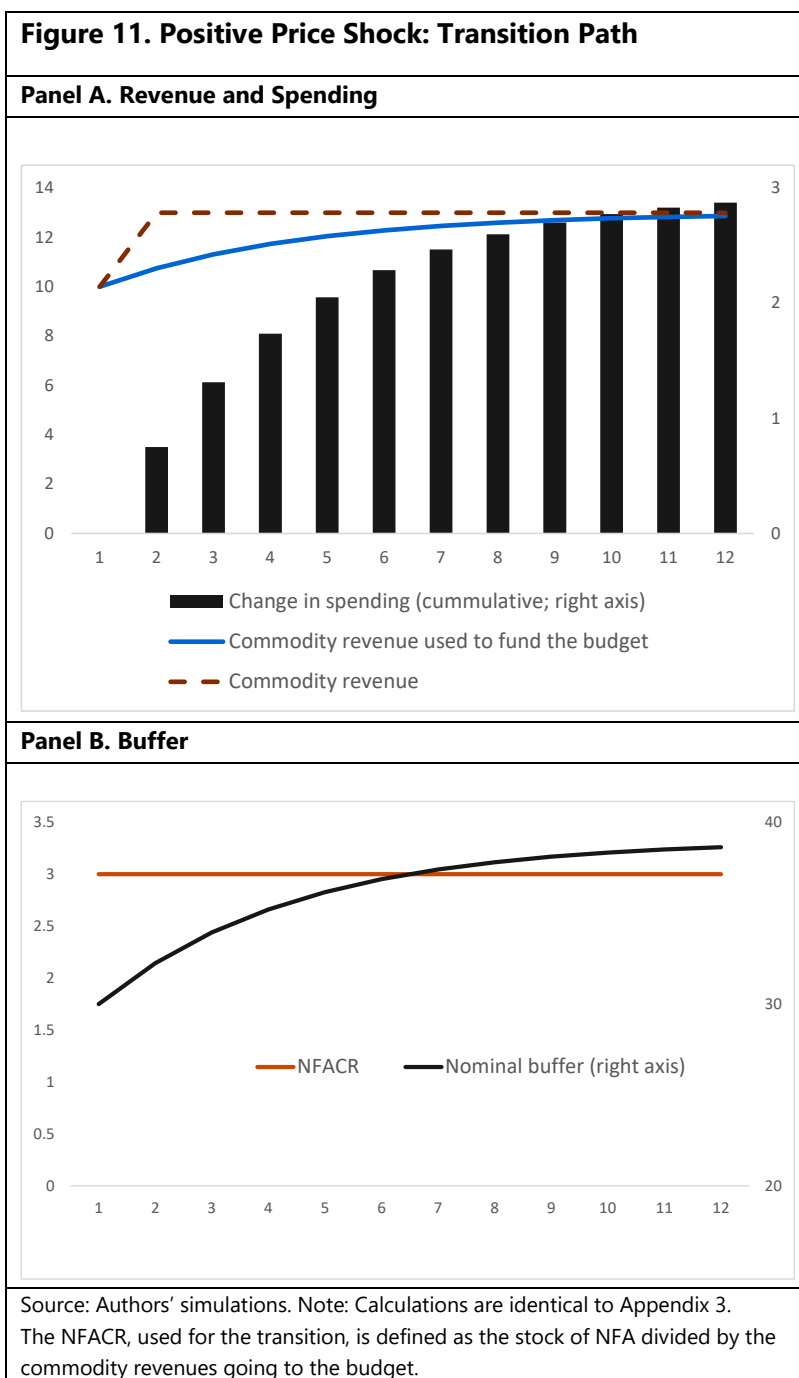 Figure 11. Positive Price Shock: Transition Path
Panel A. Revenue and Spending
14
12
10
8
6
4
2
0
3
2
1
0
1 2 3 4 5 6 7 8 9 10 11 12
Change in spending (cummulative; right axis)
Commodity revenue used to fund the budget
Commodity revenue
Panel B. Buffer
3.5
3
2.5
2
1.5
1
0.5
0
40
30
20
NFACR Nominal buffer (right axis)
1 2 3 4 5 6 7 8 9 10 11 12
Source: Authors’ simulations. Note: Calculations are identical to Appendix 3.
The NFACR, used for the transition, is defined as the stock of NFA divided by the
commodity revenues going to the budget.